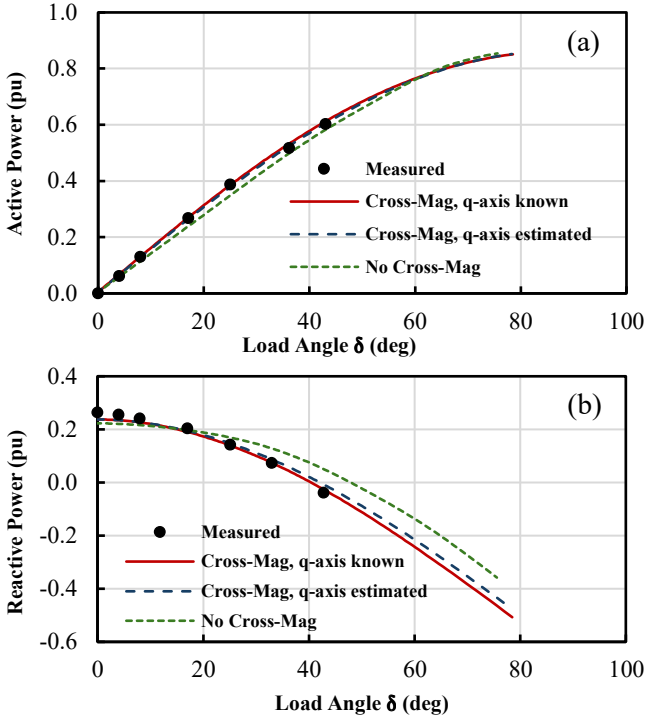 1.0
0.8
0.6
0.4
0.2
0.0
Active Power (pu)
(a)
Measured
Cross-Mag, q-axis known
Cross-Mag, q-axis estimated
No Cross-Mag
0 20 40 60 80 100
Load Angle δ (deg)
0.4
0.2
0.0
-0.2
-0.4
-0.6
Reactive Power (pu)
(b)
Measured
Cross-Mag, q-axis known
Cross-Mag, q-axis estimated
No Cross-Mag
0 20 40 60 80 100
Load Angle δ (deg)